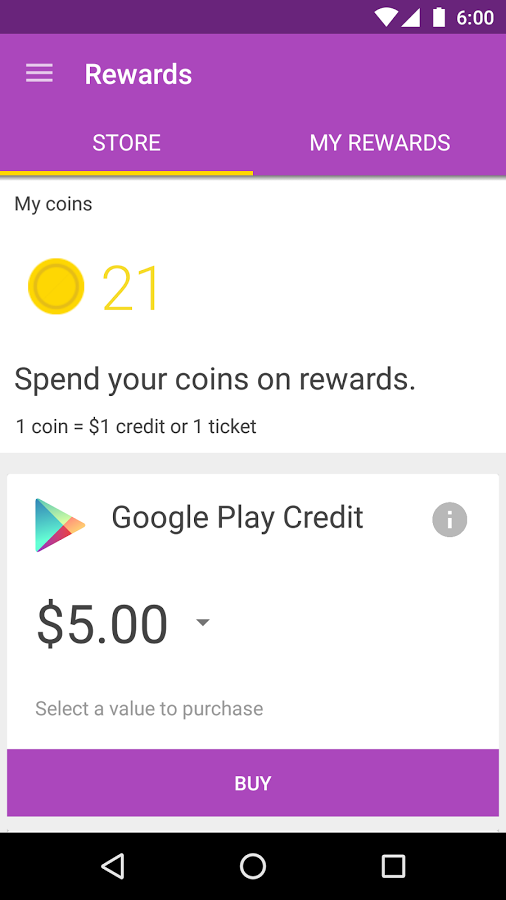 6:00
Rewards
STORE
MY REWARDS
My coins
21
Spend your coins on rewards.
1 coin = $1 credit or 1 ticket
Google Play Credit
$5.00
Select a value to purchase
BUY